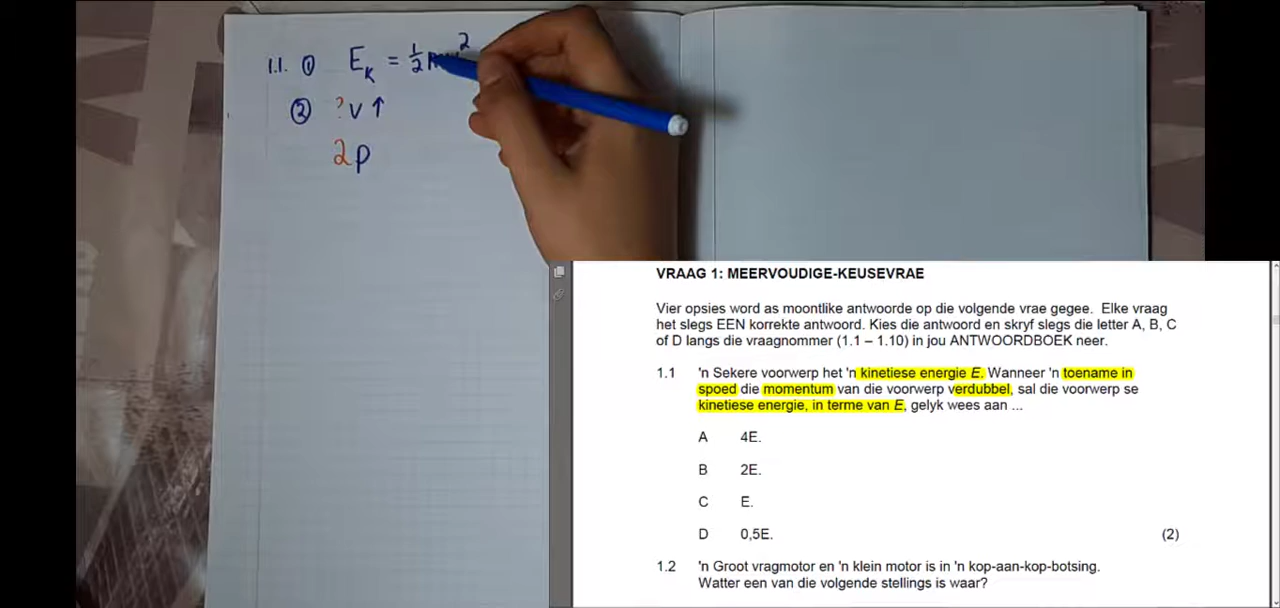 1.1. ① Eₖ = ½ 2
② ? v ↑
2p
VRAAG 1: MEERVOUDIGE-KEUSEVRAE
Vier opsies word as moontlike antwoorde op die volgende vrae gegee. Elke vraag
het slegs EEN korrekte antwoord. Kies die antwoord en skryf slegs die letter A, B, C
of D langs die vraagnommer (1.1 – 1.10) in jou ANTWOORDBOEK neer.
1.1 'n Sekere voorwerp het 'n kinetiese energie E. Wanneer 'n toename in
spoed die momentum van die voorwerp verdubbel, sal die voorwerp se
kinetiese energie, in terme van E, gelyk wees aan ...
A 4E.
B 2E.
C E.
D 0,5E. (2)
1.2 'n Groot vragmotor en 'n klein motor is in 'n kop-aan-kop-botsing.
Watter een van die volgende stellings is waar?